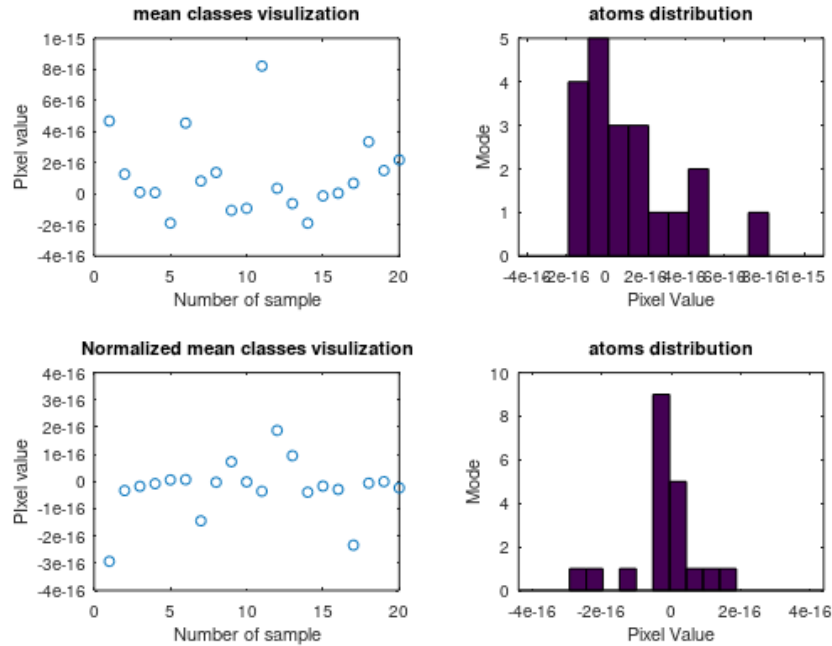 mean classes visulization
PIxel value
1e-15
8e-16
6e-16
4e-16
2e-16
0
-2e-16
-4e-16
0 5 10 15 20
Number of sample
atoms distribution
Mode
5
4
3
2
1
0
-4e-16 -2e-16 0 2e-16 4e-16 6e-16 8e-16 1e-15
Pixel Value
Normalized mean classes visulization
PIxel value
4e-16
3e-16
2e-16
1e-16
0
-1e-16
-2e-16
-3e-16
-4e-16
0 5 10 15 20
Number of sample
atoms distribution
Mode
10
8
6
4
2
0
-4e-16 -2e-16 0 2e-16 4e-16
Pixel Value